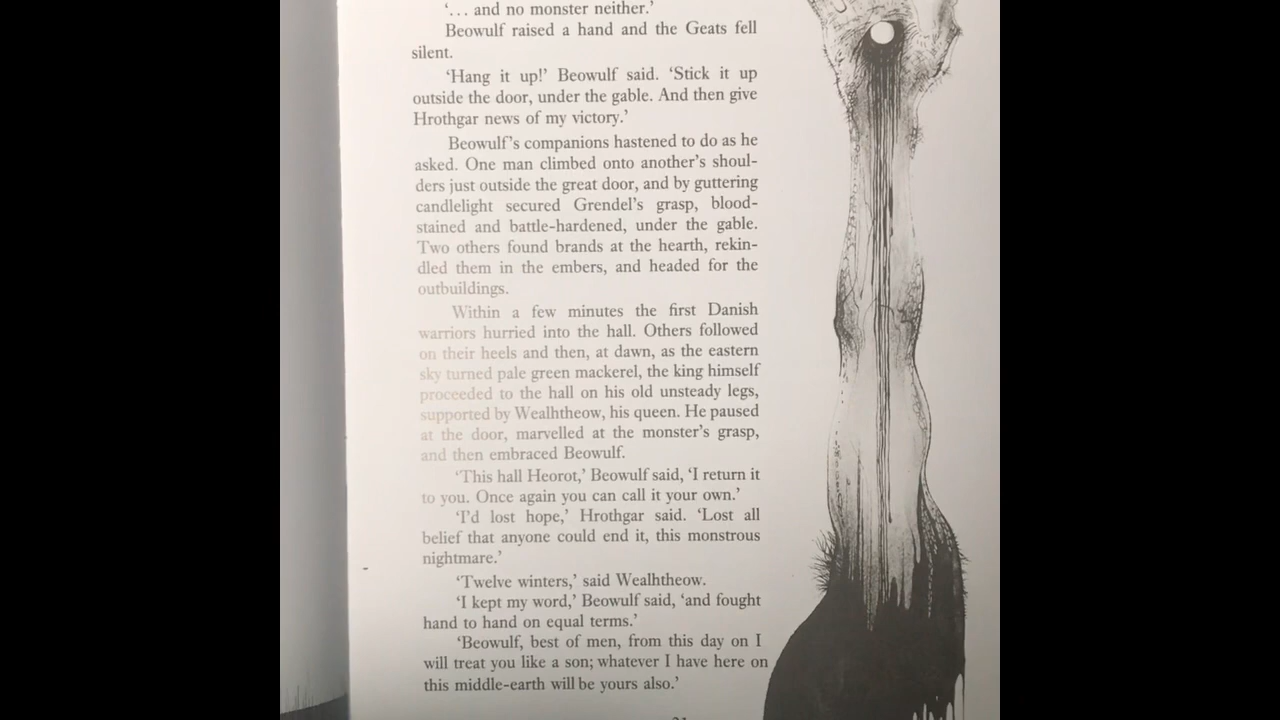 ‘… and no monster neither.’
Beowulf raised a hand and the Geats fell
silent.
‘Hang it up!’ Beowulf said. ‘Stick it up
outside the door, under the gable. And then give
Hrothgar news of my victory.’
Beowulf’s companions hastened to do as he
asked. One man climbed onto another’s shoul-
ders just outside the great door, and by guttering
candlelight secured Grendel’s grasp, blood-
stained and battle-hardened, under the gable.
Two others found brands at the hearth, rekin-
dled them in the embers, and headed for the
outbuildings.
Within a few minutes the first Danish
warriors hurried into the hall. Others followed
on their heels and then, at dawn, as the eastern
sky turned pale green mackerel, the king himself
proceeded to the hall on his old unsteady legs,
supported by Wealhtheow, his queen. He paused
at the door, marvelled at the monster’s grasp,
and then embraced Beowulf.
‘This hall Heorot,’ Beowulf said, ‘I return it
to you. Once again you can call it your own.’
‘I’d lost hope,’ Hrothgar said. ‘Lost all
belief that anyone could end it, this monstrous
nightmare.’
‘Twelve winters,’ said Wealhtheow.
‘I kept my word,’ Beowulf said, ‘and fought
hand to hand on equal terms.’
‘Beowulf, best of men, from this day on I
will treat you like a son; whatever I have here on
this middle-earth will be yours also.’